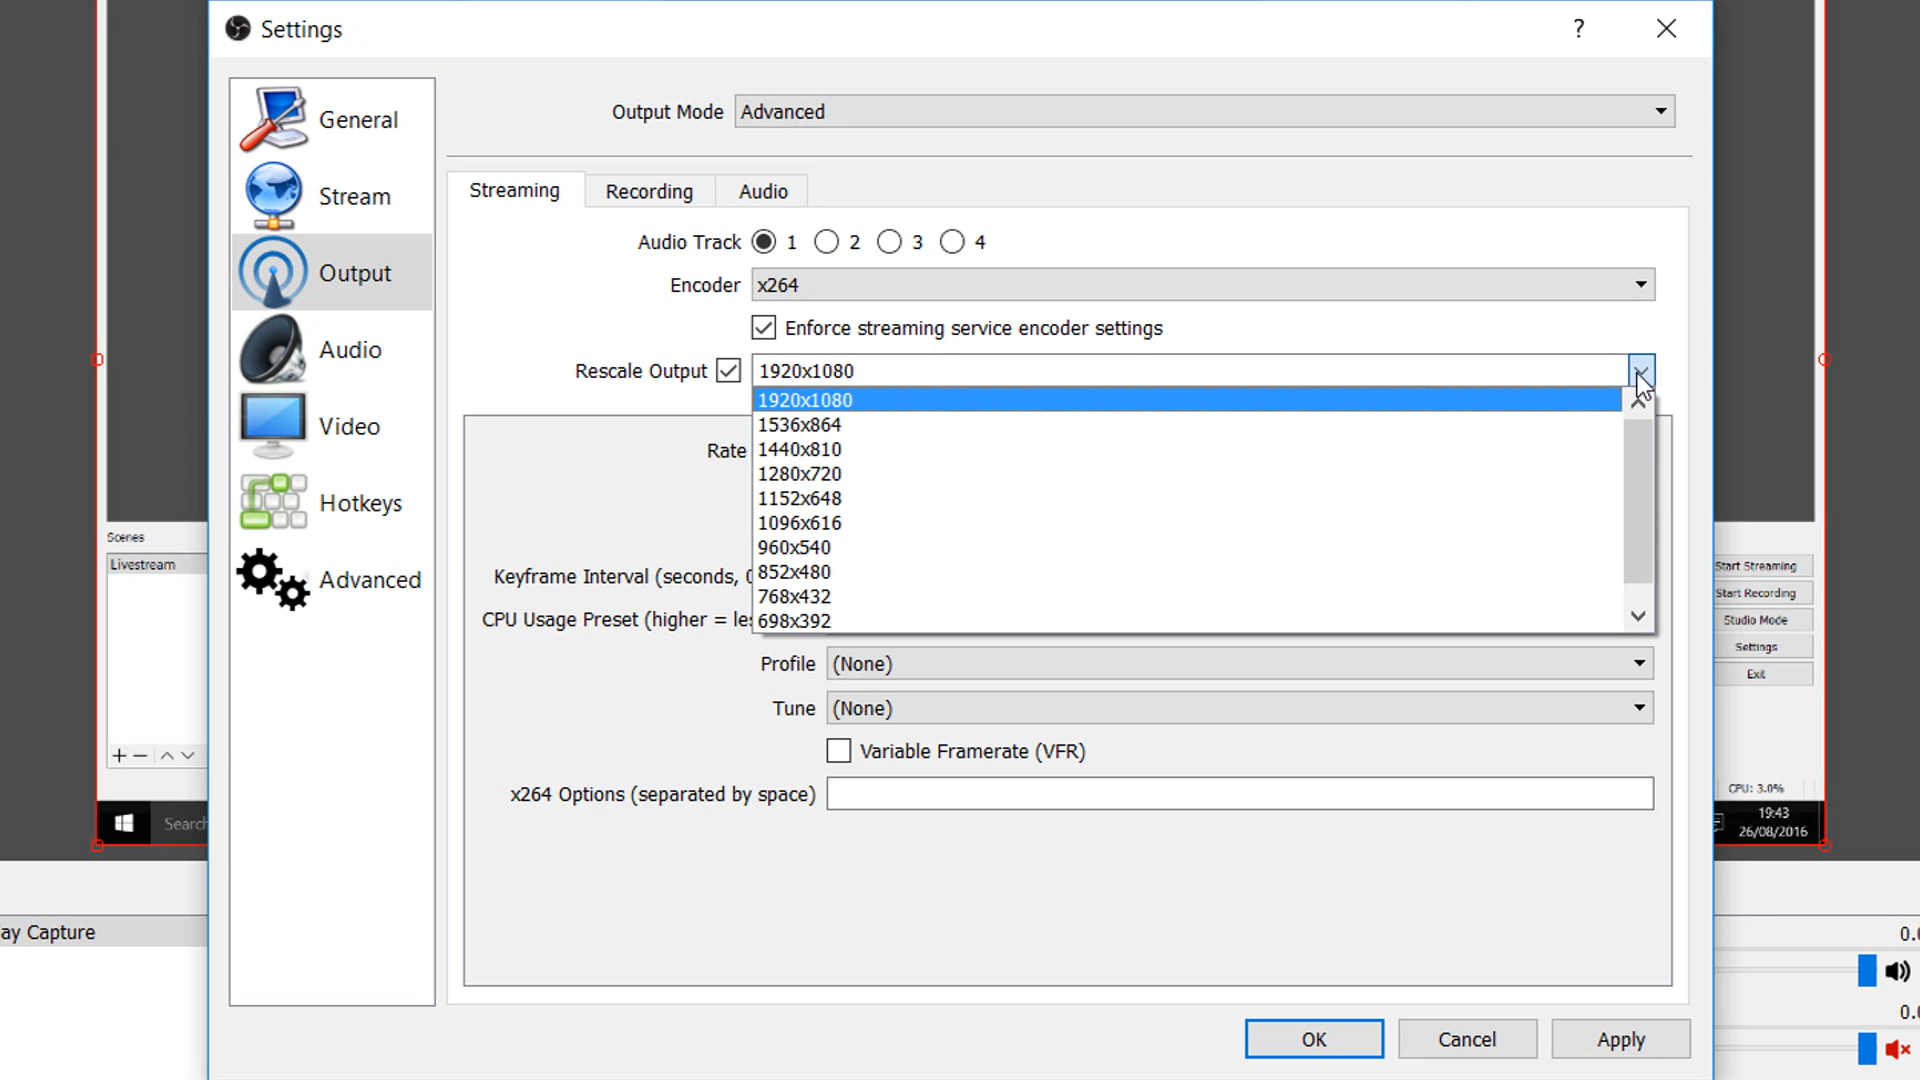 Settings
?
General
Stream
Output
Audio
Video
Hotkeys
Advanced
Output Mode Advanced
Streaming Recording Audio
Audio Track 1 2 3 4
Encoder x264
Enforce streaming service encoder settings
Rescale Output 1920x1080
1920x1080
1536x864
1440x810
1280x720
1152x648
1096x616
960x540
852x480
768x432
698x392
Rate
Keyframe Interval (seconds, 0
CPU Usage Preset (higher = les
Profile (None)
Tune (None)
Variable Framerate (VFR)
x264 Options (separated by space)
OK Cancel Apply
Scenes
Livestream
Search
ay Capture
Start Streaming
Start Recording
Studio Mode
Settings
Exit
CPU: 3.0%
19:43
26/08/2016
0.
0.